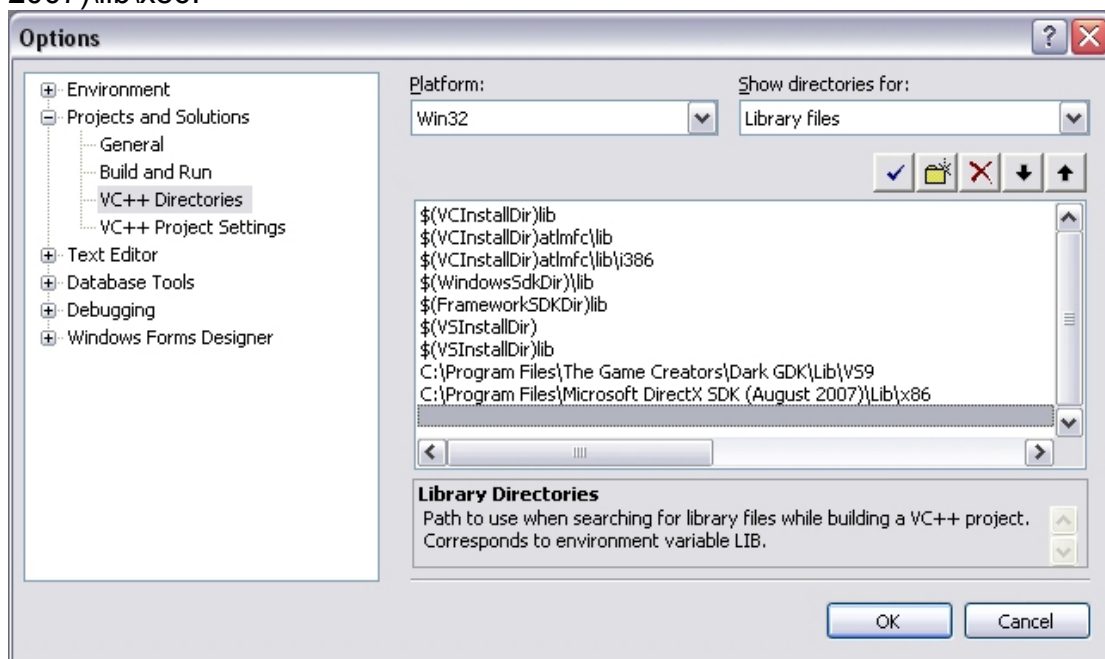 2007)\lib\x86.
Options
Environment
Projects and Solutions
General
Build and Run
VC++ Directories
VC++ Project Settings
Text Editor
Database Tools
Debugging
Windows Forms Designer
Platform:
Win32
Show directories for:
Library files
$(VCInstallDir)lib
$(VCInstallDir)atlmfc\lib
$(VCInstallDir)atlmfc\lib\i386
$(WindowsSdkDir)\lib
$(FrameworkSDKDir)lib
$(VSInstallDir)
$(VSInstallDir)lib
C:\Program Files\The Game Creators\Dark GDK\Lib\VS9
C:\Program Files\Microsoft DirectX SDK (August 2007)\Lib\x86
Library Directories
Path to use when searching for library files while building a VC++ project.
Corresponds to environment variable LIB.
OK
Cancel